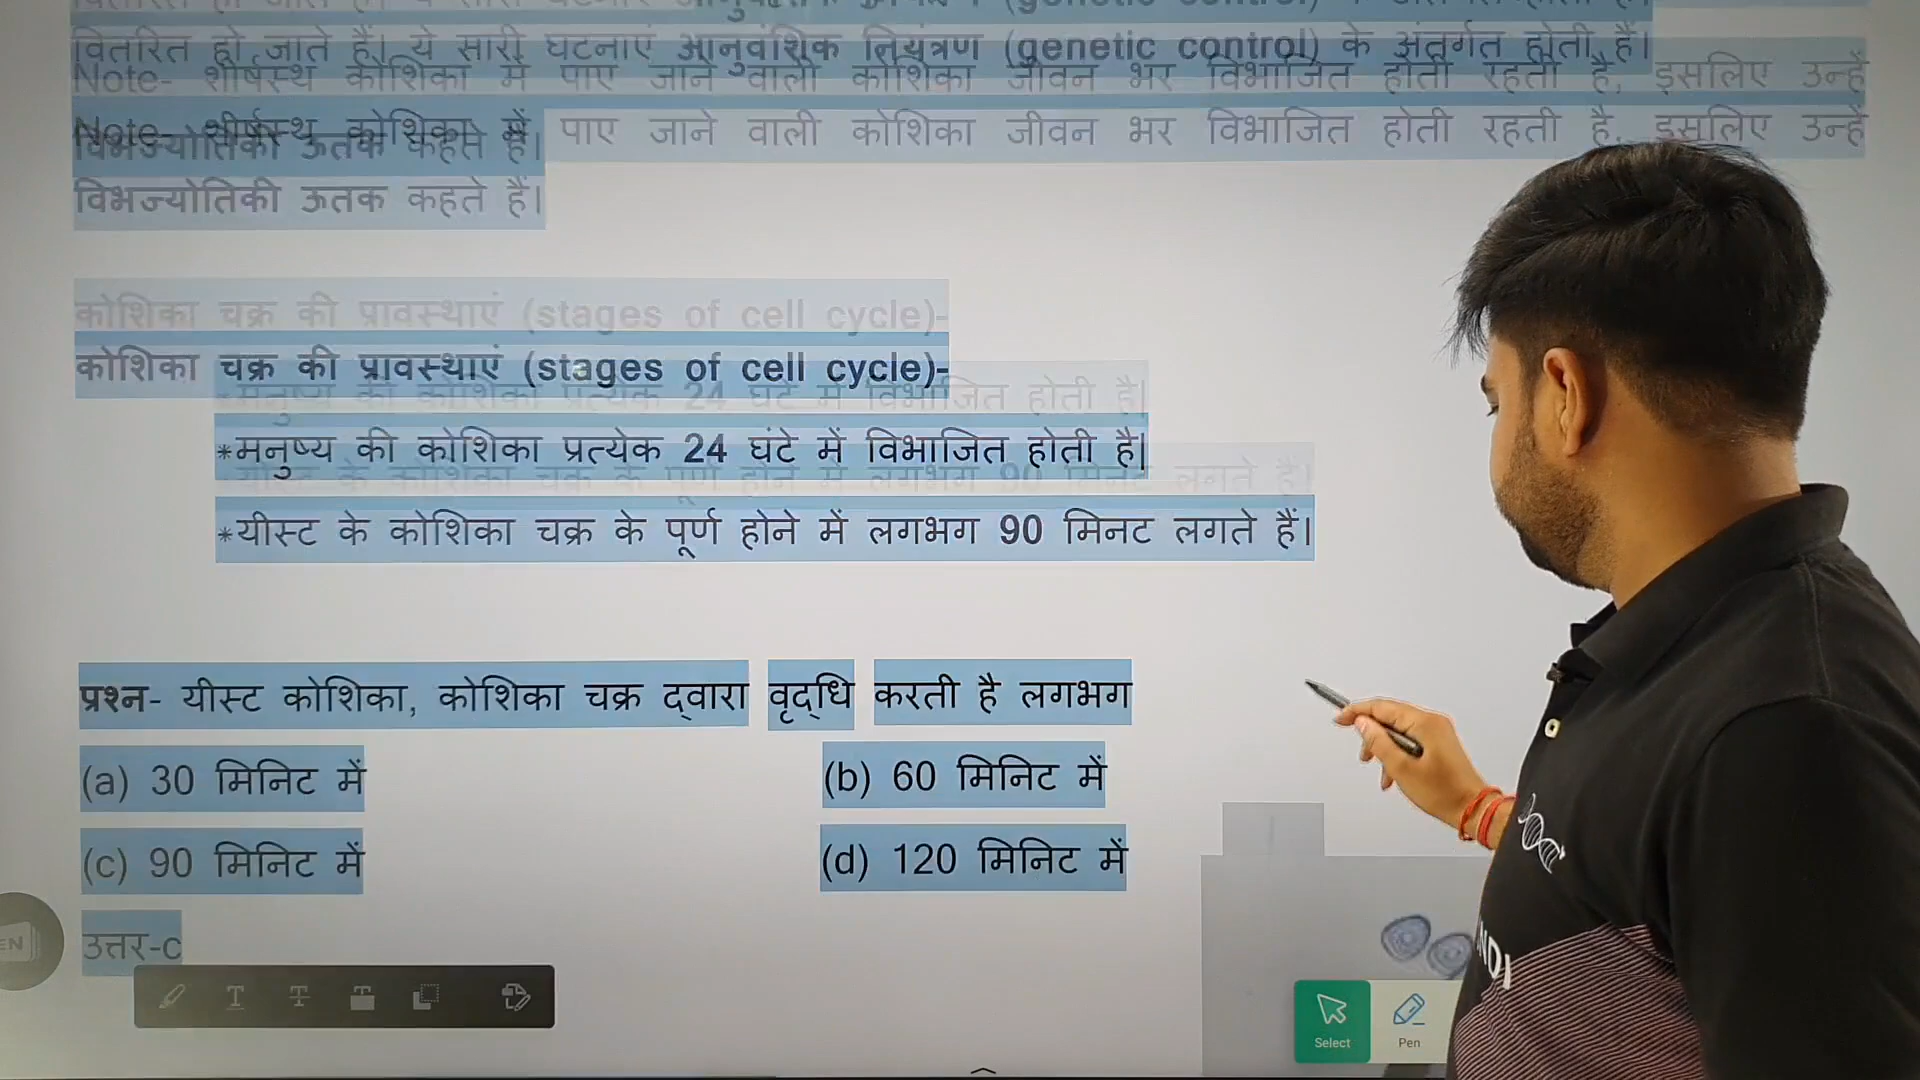 वितरित हो जाते हैं। ये सारी घटनाएं आनुवंशिक नियंत्रण (genetic control) के अंतर्गत होती हैं।
Note- शीर्षस्थ कोशिका में पाए जाने वाली कोशिका जीवन भर विभाजित होती रहती है, इसलिए उन्हें
विभज्योतिकी ऊतक कहते हैं।
कोशिका चक्र की प्रावस्थाएं (stages of cell cycle)-
*मनुष्य की कोशिका प्रत्येक 24 घंटे में विभाजित होती है।
*यीस्ट के कोशिका चक्र के पूर्ण होने में लगभग 90 मिनट लगते हैं।
प्रश्न- यीस्ट कोशिका, कोशिका चक्र द्वारा वृद्धि करती है लगभग
(a) 30 मिनिट में (b) 60 मिनिट में
(c) 90 मिनिट में (d) 120 मिनिट में
उत्तर-c
EN
NDI
Select Pen